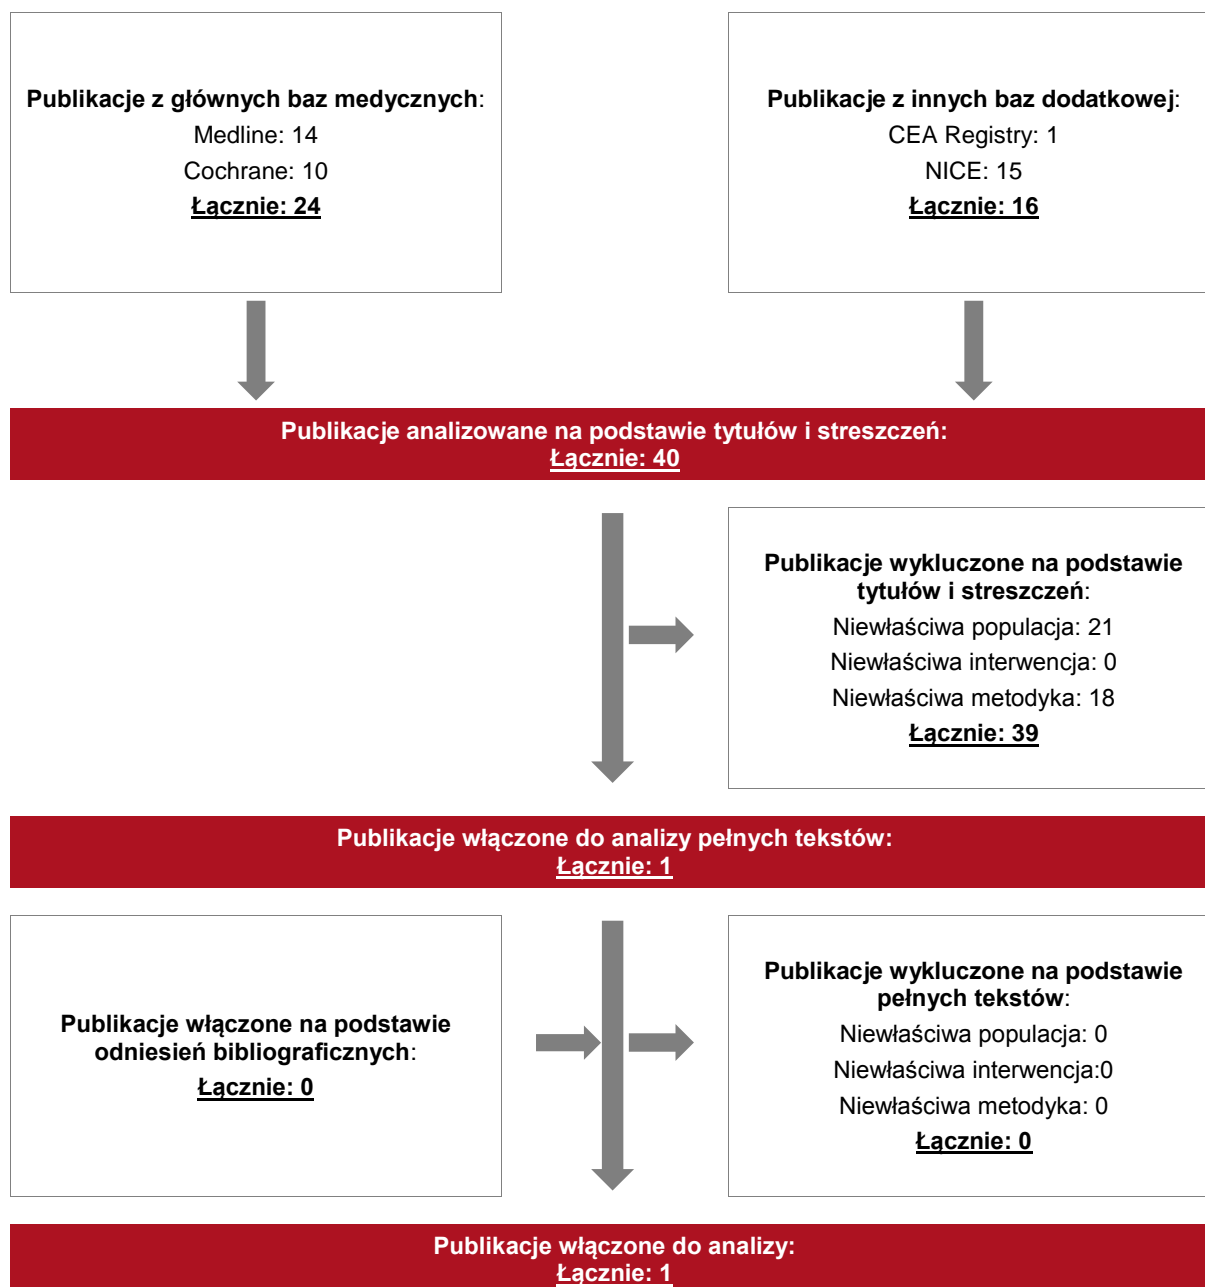 Publikacje z głównych baz medycznych:
Medline: 14
Cochrane: 10
Łącznie: 24
Publikacje z innych baz dodatkowej:
CEA Registry: 1
NICE: 15
Łącznie: 16
Publikacje analizowane na podstawie tytułów i streszczeń:
Łącznie: 40
Publikacje wykluczone na podstawie
tytułów i streszczeń:
Niewłaściwa populacja: 21
Niewłaściwa interwencja: 0
Niewłaściwa metodyka: 18
Łącznie: 39
Publikacje włączone do analizy pełnych tekstów:
Łącznie: 1
Publikacje włączone na podstawie
odniesień bibliograficznych:
Łącznie: 0
Publikacje wykluczone na podstawie
pełnych tekstów:
Niewłaściwa populacja: 0
Niewłaściwa interwencja:0
Niewłaściwa metodyka: 0
Łącznie: 0
Publikacje włączone do analizy:
Łącznie: 1